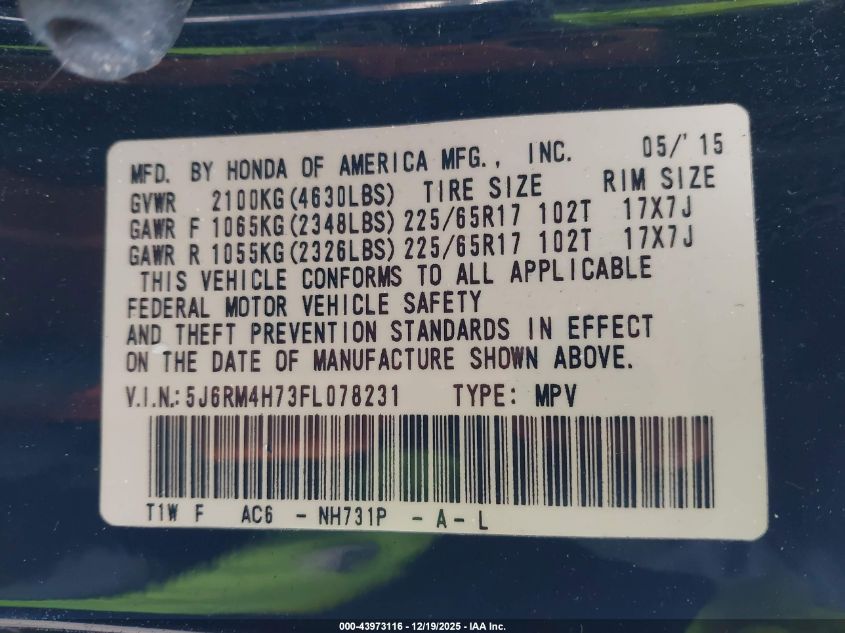 MFD. BY HONDA OF AMERICA MFG., INC. 05/'15
GVWR 2100KG(4630LBS) TIRE SIZE RIM SIZE
GAWR F 1065KG(2348LBS) 225/65R17 102T 17X7J
GAWR R 1055KG(2326LBS) 225/65R17 102T 17X7J
THIS VEHICLE CONFORMS TO ALL APPLICABLE
FEDERAL MOTOR VEHICLE SAFETY
AND THEFT PREVENTION STANDARDS IN EFFECT
ON THE DATE OF MANUFACTURE SHOWN ABOVE.
V.I.N.: 5J6RM4H73FL078231 TYPE: MPV
T1W F AC6 - NH731P - A - L
000-43973116 - 12/19/2025 - IAA Inc.